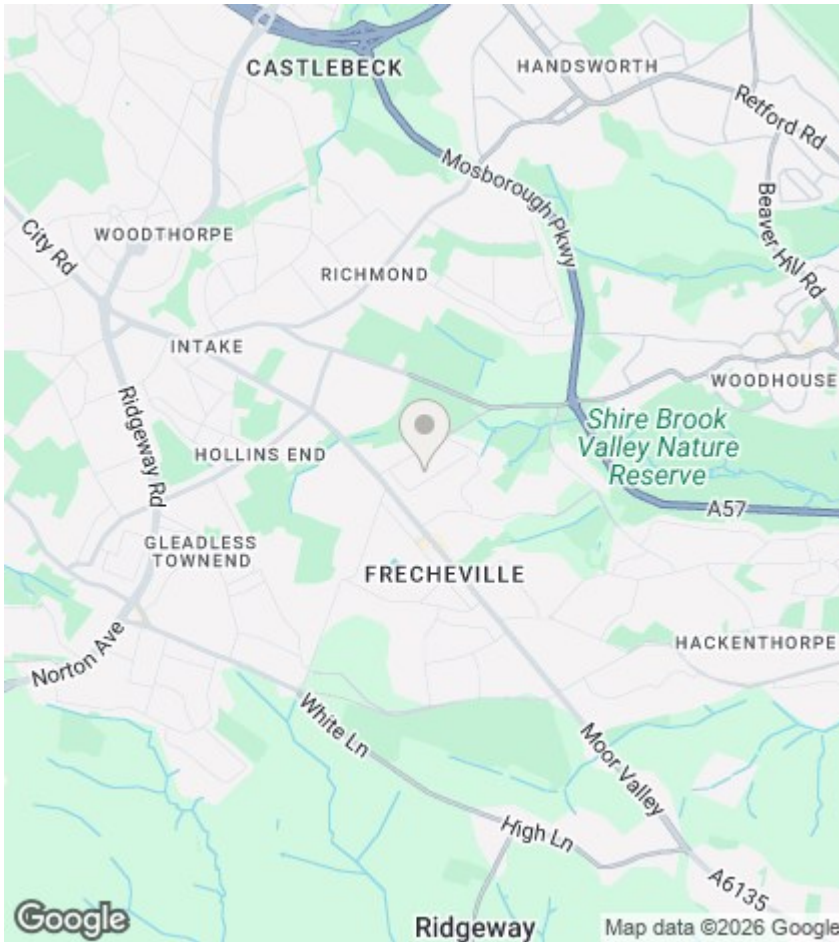 CASTLEBECK
HANDSWORTH
Retford Rd
Mosborough Pkwy
Beaver Hill Rd
City Rd
WOODTHORPE
RICHMOND
INTAKE
WOODHOUSE
Ridgeway Rd
Shire Brook
Valley Nature
Reserve
HOLLINS END
A57
GLEADLESS
TOWNEND
FRECHEVILLE
HACKENTHORPE
Norton Ave
White Ln
Moor Valley
High Ln
A6135
Google
Ridgeway
Map data ©2026 Google